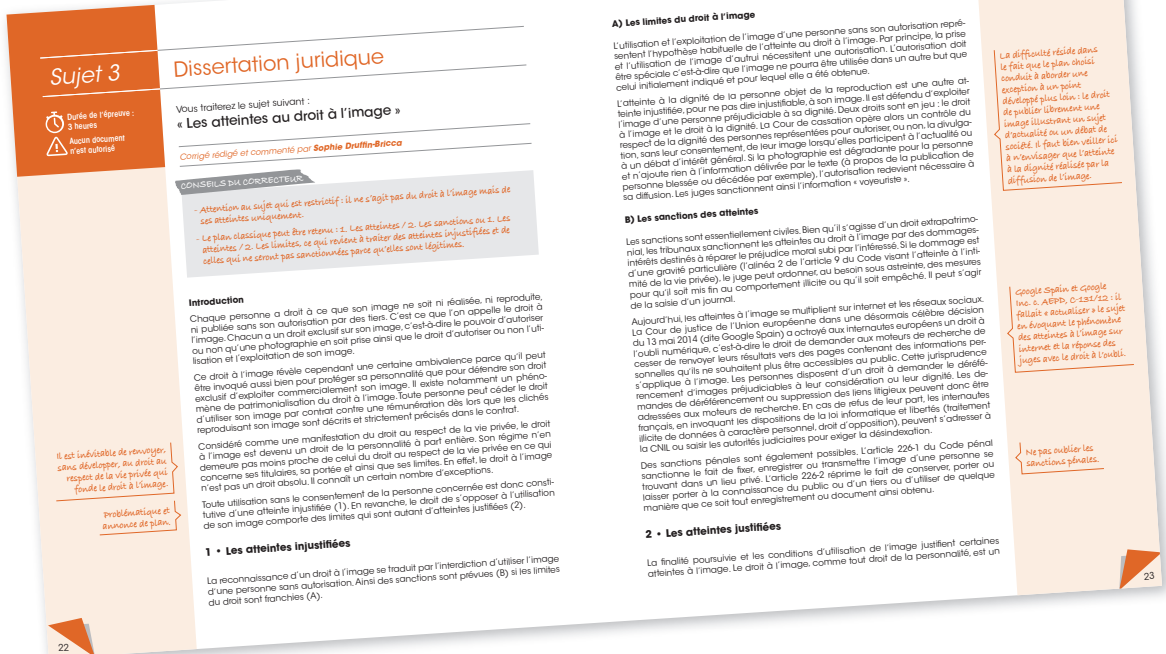 Sujet 3
Durée de l'épreuve :
3 heures
Aucun document
n'est autorisé
Dissertation juridique
Vous traiterez le sujet suivant :
« Les atteintes au droit à l'image »
Corrigé rédigé et commenté par Sophie Druffin-Bricca
CONSEILS DU CORRECTEUR
- Attention au sujet qui est restrictif : il ne s'agit pas du droit à l'image mais de
ses atteintes uniquement.
- Le plan classique peut être retenu : 1. Les atteintes / 2. Les sanctions ou 1. Les
atteintes / 2. Les limites, ce qui revient à traiter des atteintes injustifiées et de
celles qui ne seront pas sanctionnées parce qu'elles sont légitimes.
Introduction
Chaque personne a droit à ce que son image ne soit ni réalisée, ni reproduite,
ni publiée sans son autorisation par des tiers. C'est ce que l'on appelle le droit à
l'image. Chacun a un droit exclusif sur son image, c'est-à-dire le pouvoir d'autoriser
ou non qu'une photographie en soit prise ainsi que le droit d'autoriser ou non l'uti-
lisation et l'exploitation de son image.
Ce droit à l'image révèle cependant une certaine ambivalence parce qu'il peut
être invoqué aussi bien pour protéger sa personnalité que pour défendre son droit
exclusif d'exploiter commercialement son image. Il existe notamment un phéno-
mène de patrimonialisation du droit à l'image. Toute personne peut céder le droit
d'utiliser son image par contrat contre une rémunération dès lors que les clichés
reproduisant son image sont décrits et strictement précisés dans le contrat.
Considéré comme une manifestation du droit au respect de la vie privée, le droit
à l'image est devenu un droit de la personnalité à part entière. Son régime n'en
demeure pas moins proche de celui du droit au respect de la vie privée en ce qui
concerne ses titulaires, sa portée et ainsi que ses limites. En effet, le droit à l'image
n'est pas un droit absolu. Il connaît un certain nombre d'exceptions.
Toute utilisation sans le consentement de la personne concernée est donc consti-
tutive d'une atteinte injustifiée (1). En revanche, le droit de s'opposer à l'utilisation
de son image comporte des limites qui sont autant d'atteintes justifiées (2).
Il est inévitable de renvoyer,
sans développer, au droit au
respect de la vie privée qui
fonde le droit à l'image.
Problématique et
annonce de plan.
1 • Les atteintes injustifiées
La reconnaissance d'un droit à l'image se traduit par l'interdiction d'utiliser l'image
d'une personne sans autorisation. Ainsi des sanctions sont prévues (B) si les limites
du droit sont franchies (A).
22
A) Les limites du droit à l'image
L'utilisation et l'exploitation de l'image d'une personne sans son autorisation repré-
sentent l'hypothèse habituelle de l'atteinte au droit à l'image. Par principe, la prise
et l'utilisation de l'image d'autrui nécessitent une autorisation. L'autorisation doit
être spéciale c'est-à-dire que l'image ne pourra être utilisée dans un autre but que
celui initialement indiqué et pour lequel elle a été obtenue.
L'atteinte à la dignité de la personne objet de la reproduction est une autre at-
teinte injustifiée, pour ne pas dire injustifiable, à son image. Il est défendu d'exploiter
l'image d'une personne préjudiciable à sa dignité. Deux droits sont en jeu : le droit
à l'image et le droit à la dignité. La Cour de cassation opère alors un contrôle du
respect de la dignité des personnes représentées pour autoriser, ou non, la divulga-
tion, sans leur consentement, de leur image lorsqu'elles participent à l'actualité ou
à un débat d'intérêt général. Si la photographie est dégradante pour la personne
et n'ajoute rien à l'information délivrée par le texte (à propos de la publication de
personne blessée ou décédée par exemple), l'autorisation redevient nécessaire à
sa diffusion. Les juges sanctionnent ainsi l'information « voyeuriste ».
B) Les sanctions des atteintes
Les sanctions sont essentiellement civiles. Bien qu'il s'agisse d'un droit extrapatrimo-
nial, les tribunaux sanctionnent les atteintes au droit à l'image par des dommages-
intérêts destinés à réparer le préjudice moral subi par l'intéressé. Si le dommage est
d'une gravité particulière (l'alinéa 2 de l'article 9 du Code visant l'atteinte à l'inti-
mité de la vie privée), le juge peut ordonner, au besoin sous astreinte, des mesures
pour qu'il soit mis fin au comportement illicite ou qu'il soit empêché. Il peut s'agir
de la saisie d'un journal.
Aujourd'hui, les atteintes à l'image se multiplient sur internet et les réseaux sociaux.
La Cour de justice de l'Union européenne dans une désormais célèbre décision
du 13 mai 2014 (dite Google Spain) a octroyé aux internautes européens un droit à
l'oubli numérique, c'est-à-dire le droit de demander aux moteurs de recherche de
cesser de renvoyer leurs résultats vers des pages contenant des informations per-
sonnelles qu'ils ne souhaitent plus être accessibles au public. Cette jurisprudence
s'applique à l'image. Les personnes disposent d'un droit à demander le déréfé-
rencement d'images préjudiciables à leur considération ou leur dignité. Les de-
mandes de déréférencement ou suppression des liens litigieux peuvent donc être
adressées aux moteurs de recherche. En cas de refus de leur part, les internautes
français, en invoquant les dispositions de la loi informatique et libertés (traitement
illicite de données à caractère personnel, droit d'opposition), peuvent s'adresser à
la CNIL ou saisir les autorités judiciaires pour exiger la désindexation.
Des sanctions pénales sont également possibles. L'article 226-1 du Code pénal
sanctionne le fait de fixer, enregistrer ou transmettre l'image d'une personne se
trouvant dans un lieu privé. L'article 226-2 réprime le fait de conserver, porter ou
laisser porter à la connaissance du public ou d'un tiers ou d'utiliser de quelque
manière que ce soit tout enregistrement ou document ainsi obtenu.
2 • Les atteintes justifiées
La finalité poursuivie et les conditions d'utilisation de l'image justifient certaines
atteintes à l'image. Le droit à l'image, comme tout droit de la personnalité, est un
La difficulté réside dans
le fait que le plan choisi
conduit à aborder une
exception à un point
développé plus loin : le droit
de publier librement une
image illustrant un sujet
d'actualité ou un débat de
société. Il faut bien veiller ici
à n'envisager que l'atteinte
à la dignité réalisée par la
diffusion de l'image.
Google Spain et Google
Inc. c. AEPD, C-131/12 : il
fallait « actualiser » le sujet
en évoquant le phénomène
des atteintes à l'image sur
internet et la réponse des
juges avec le droit à l'oubli.
Ne pas oublier les
sanctions pénales.
23